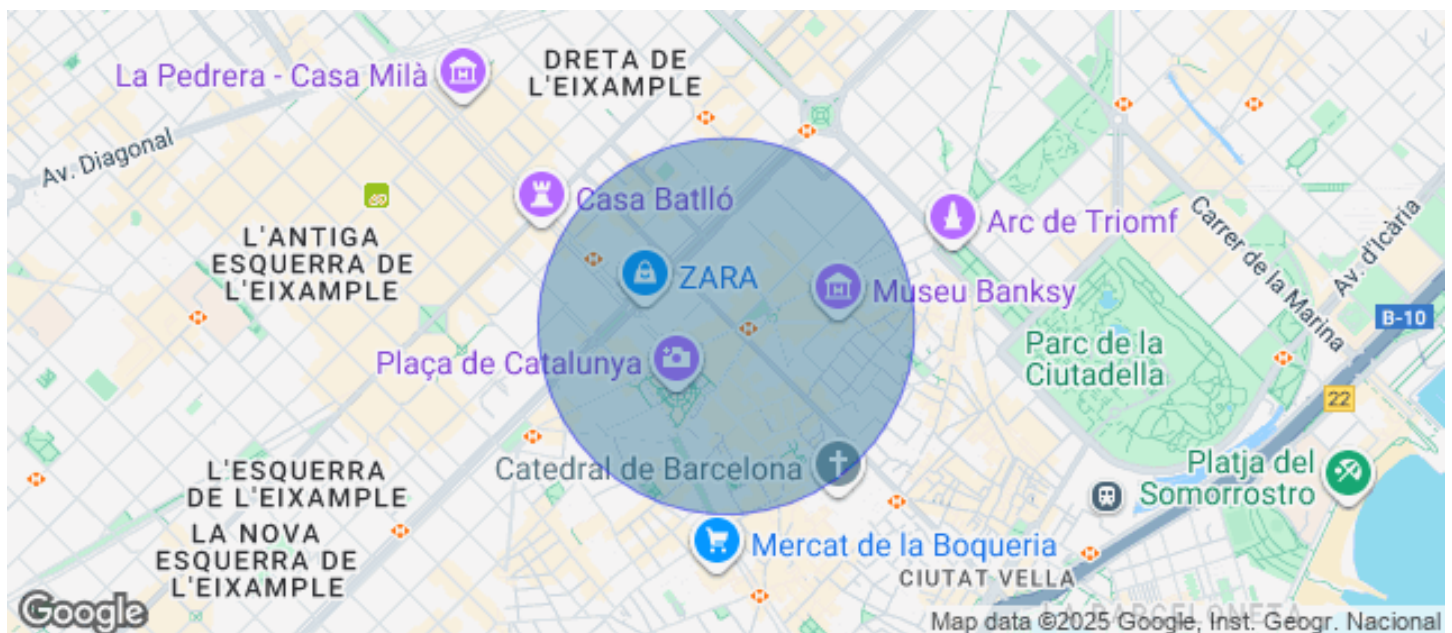 DRETA DE
L'EIXAMPLE
La Pedrera - Casa Milà
Av. Diagonal
Casa Batlló
Arc de Triomf
Carrer de la Marina
Av. d'Icària
L'ANTIGA
ESQUERRA DE
L'EIXAMPLE
ZARA
Museu Banksy
B-10
Plaça de Catalunya
Parc de la
Ciutadella
22
L'ESQUERRA
DE L'EIXAMPLE
Catedral de Barcelona
Platja del
Somorrostro
LA NOVA
ESQUERRA DE
L'EIXAMPLE
Mercat de la Boqueria
CIUTAT VELLA
LA BARCELONETA
Google
Map data ©2025 Google, Inst. Geogr. Nacional